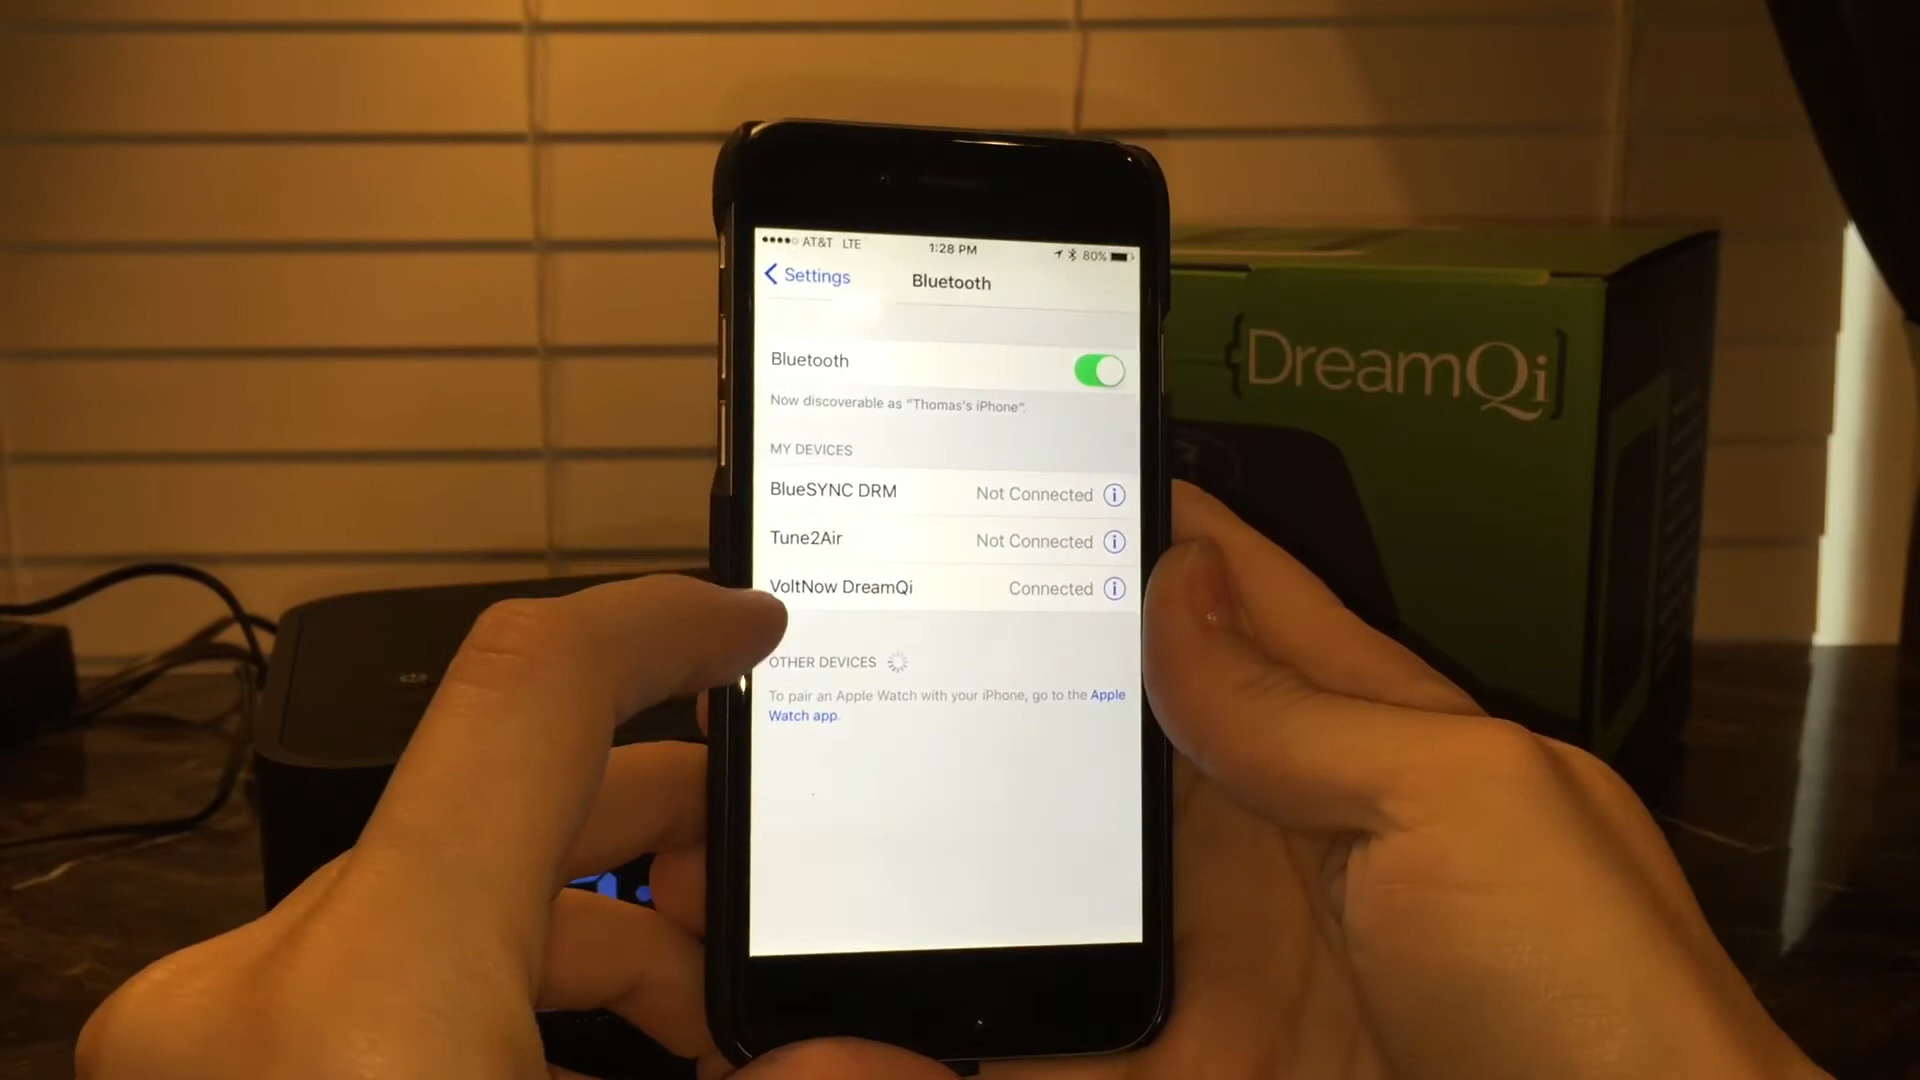 AT&T LTE 1:28 PM 80%
Settings Bluetooth
Bluetooth
Now discoverable as "Thomas's iPhone".
MY DEVICES
BlueSYNC DRM Not Connected
Tune2Air Not Connected
VoltNow DreamQi Connected
OTHER DEVICES
To pair an Apple Watch with your iPhone, go to the Apple
Watch app.
{DreamQi}